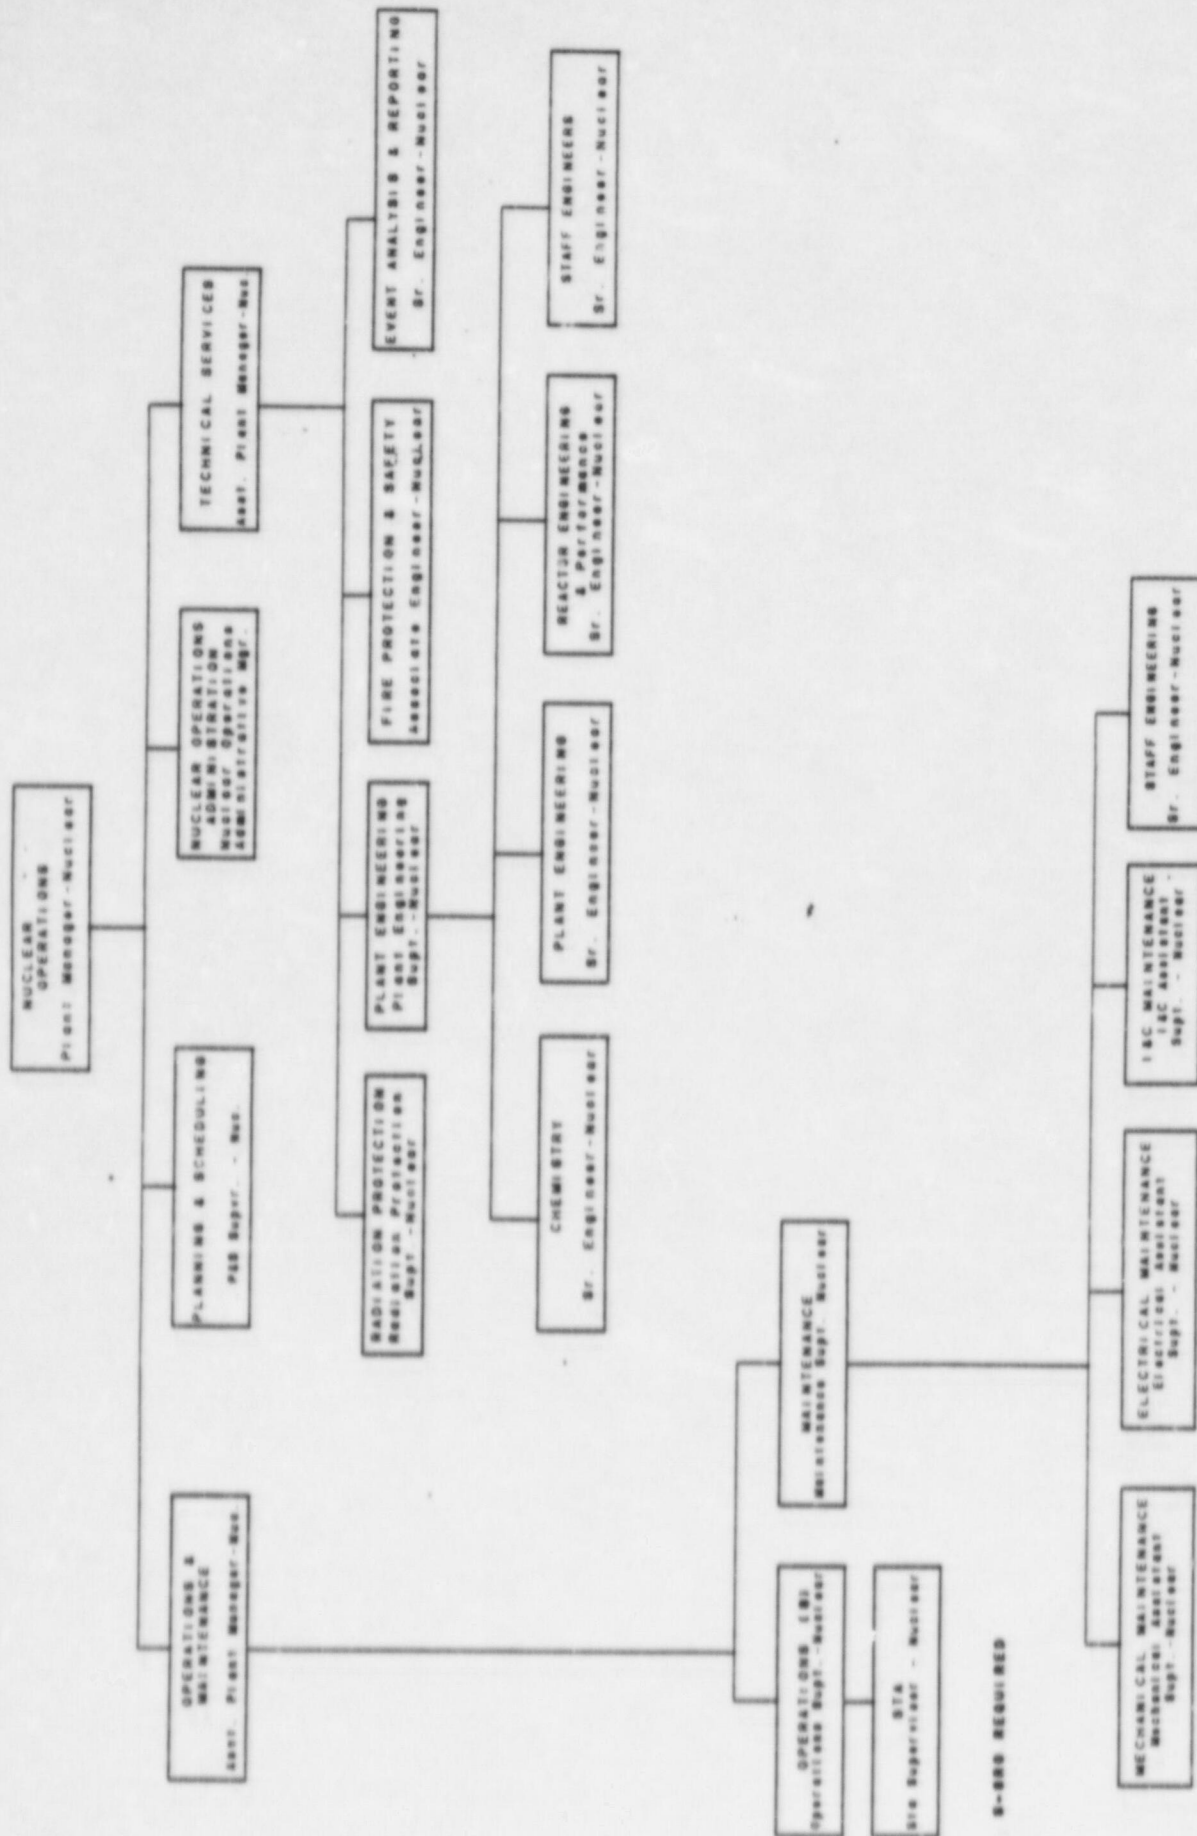 NUCLEAR
OPERATIONS
Plant Manager-Nuclear
OPERATIONS &
MAINTENANCE
Asst. Plant Manager-Nuc.
PLANNING & SCHEDULING
P&S Supvr. - Nuc.
NUCLEAR OPERATIONS
ADMINISTRATION
Nuclear Operations
Administrative Mgr.
TECHNICAL SERVICES
Asst. Plant Manager-Nuc.
RADIATION PROTECTION
Radiation Protection
Supt.-Nuclear
PLANT ENGINEERING
Plant Engineering
Supt.-Nuclear
FIRE PROTECTION & SAFETY
Associate Engineer-Nuclear
EVENT ANALYSIS & REPORTING
Sr. Engineer-Nuclear
CHEMISTRY
Sr. Engineer-Nuclear
PLANT ENGINEERING
Sr. Engineer-Nuclear
REACTOR ENGINEERING
& Performance
Sr. Engineer-Nuclear
STAFF ENGINEERS
Sr. Engineer-Nuclear
OPERATIONS (S)
Operations Supt.-Nuclear
MAINTENANCE
Maintenance Supt. Nuclear
STA
Sta Supervisor - Nuclear
S-SRO REQUIRED
MECHANICAL MAINTENANCE
Mechanical Assistant
Supt.-Nuclear
ELECTRICAL MAINTENANCE
Electrical Assistant
Supt. - Nuclear
I&C MAINTENANCE
I&C Assistant
Supt. - Nuclear
STAFF ENGINEERING
Sr. Engineer-Nuclear